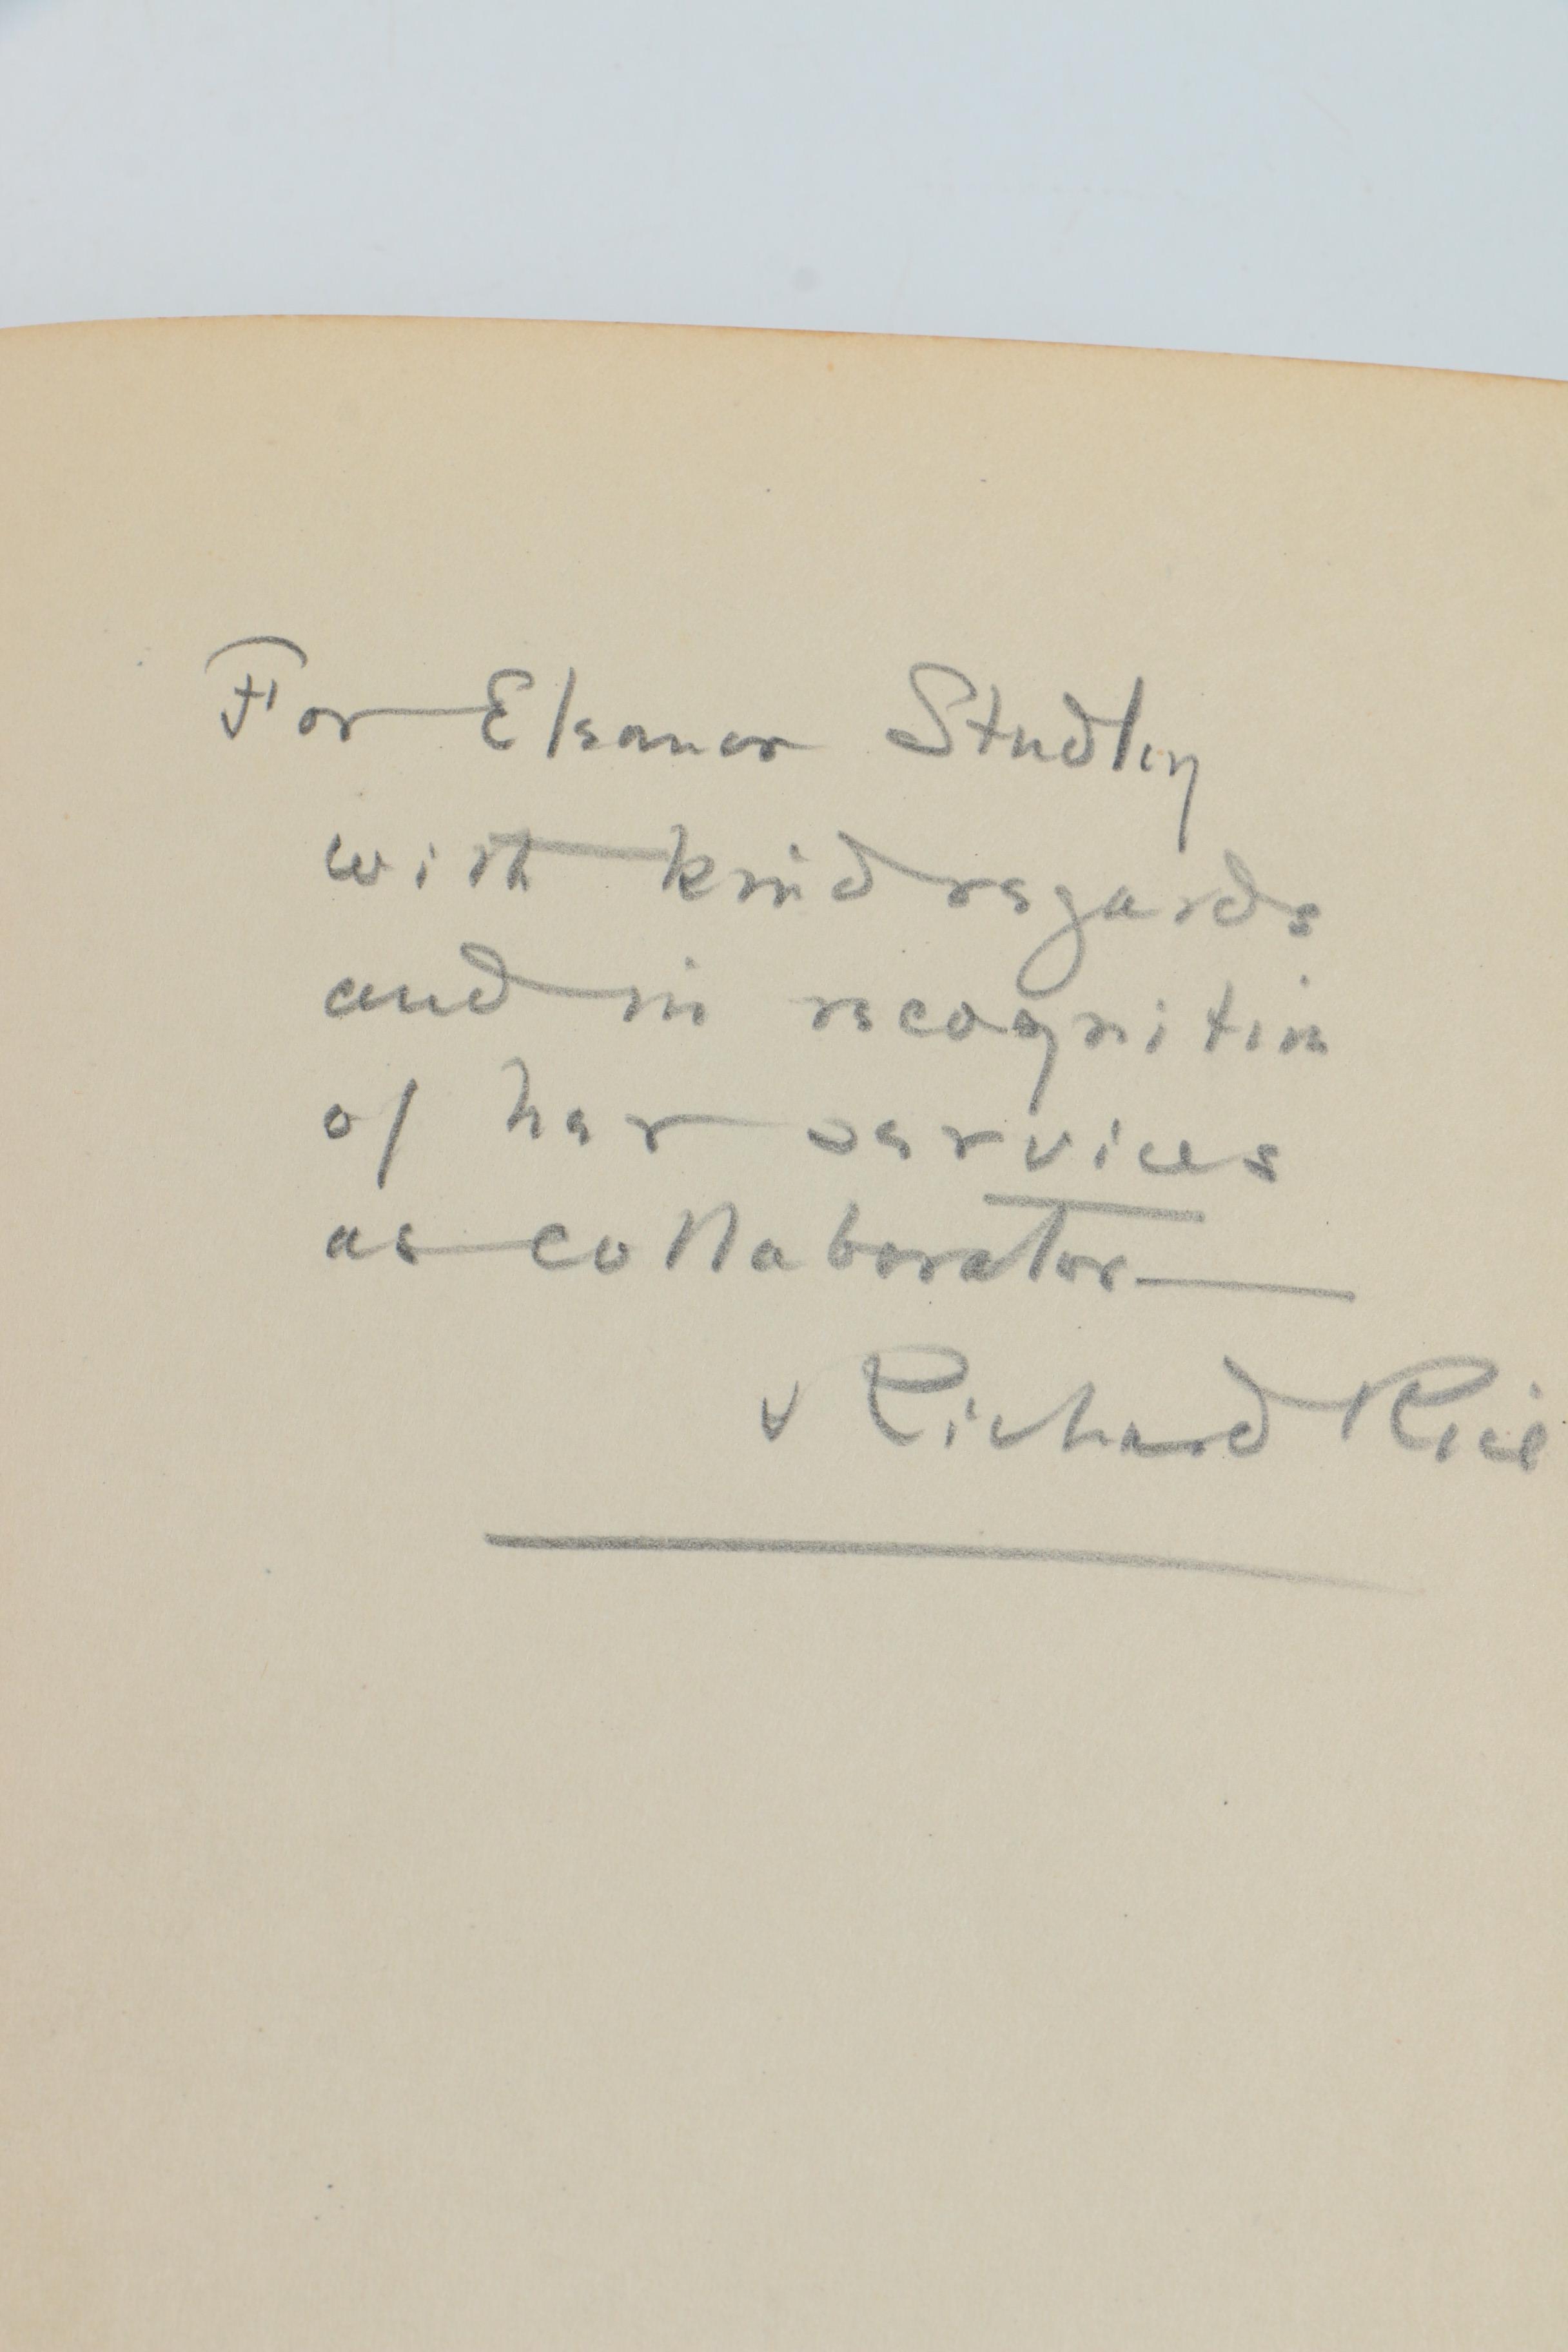 For Eleanor Studley
with kind regards
and in recognition
of her services
as collaborator
Richard Rice